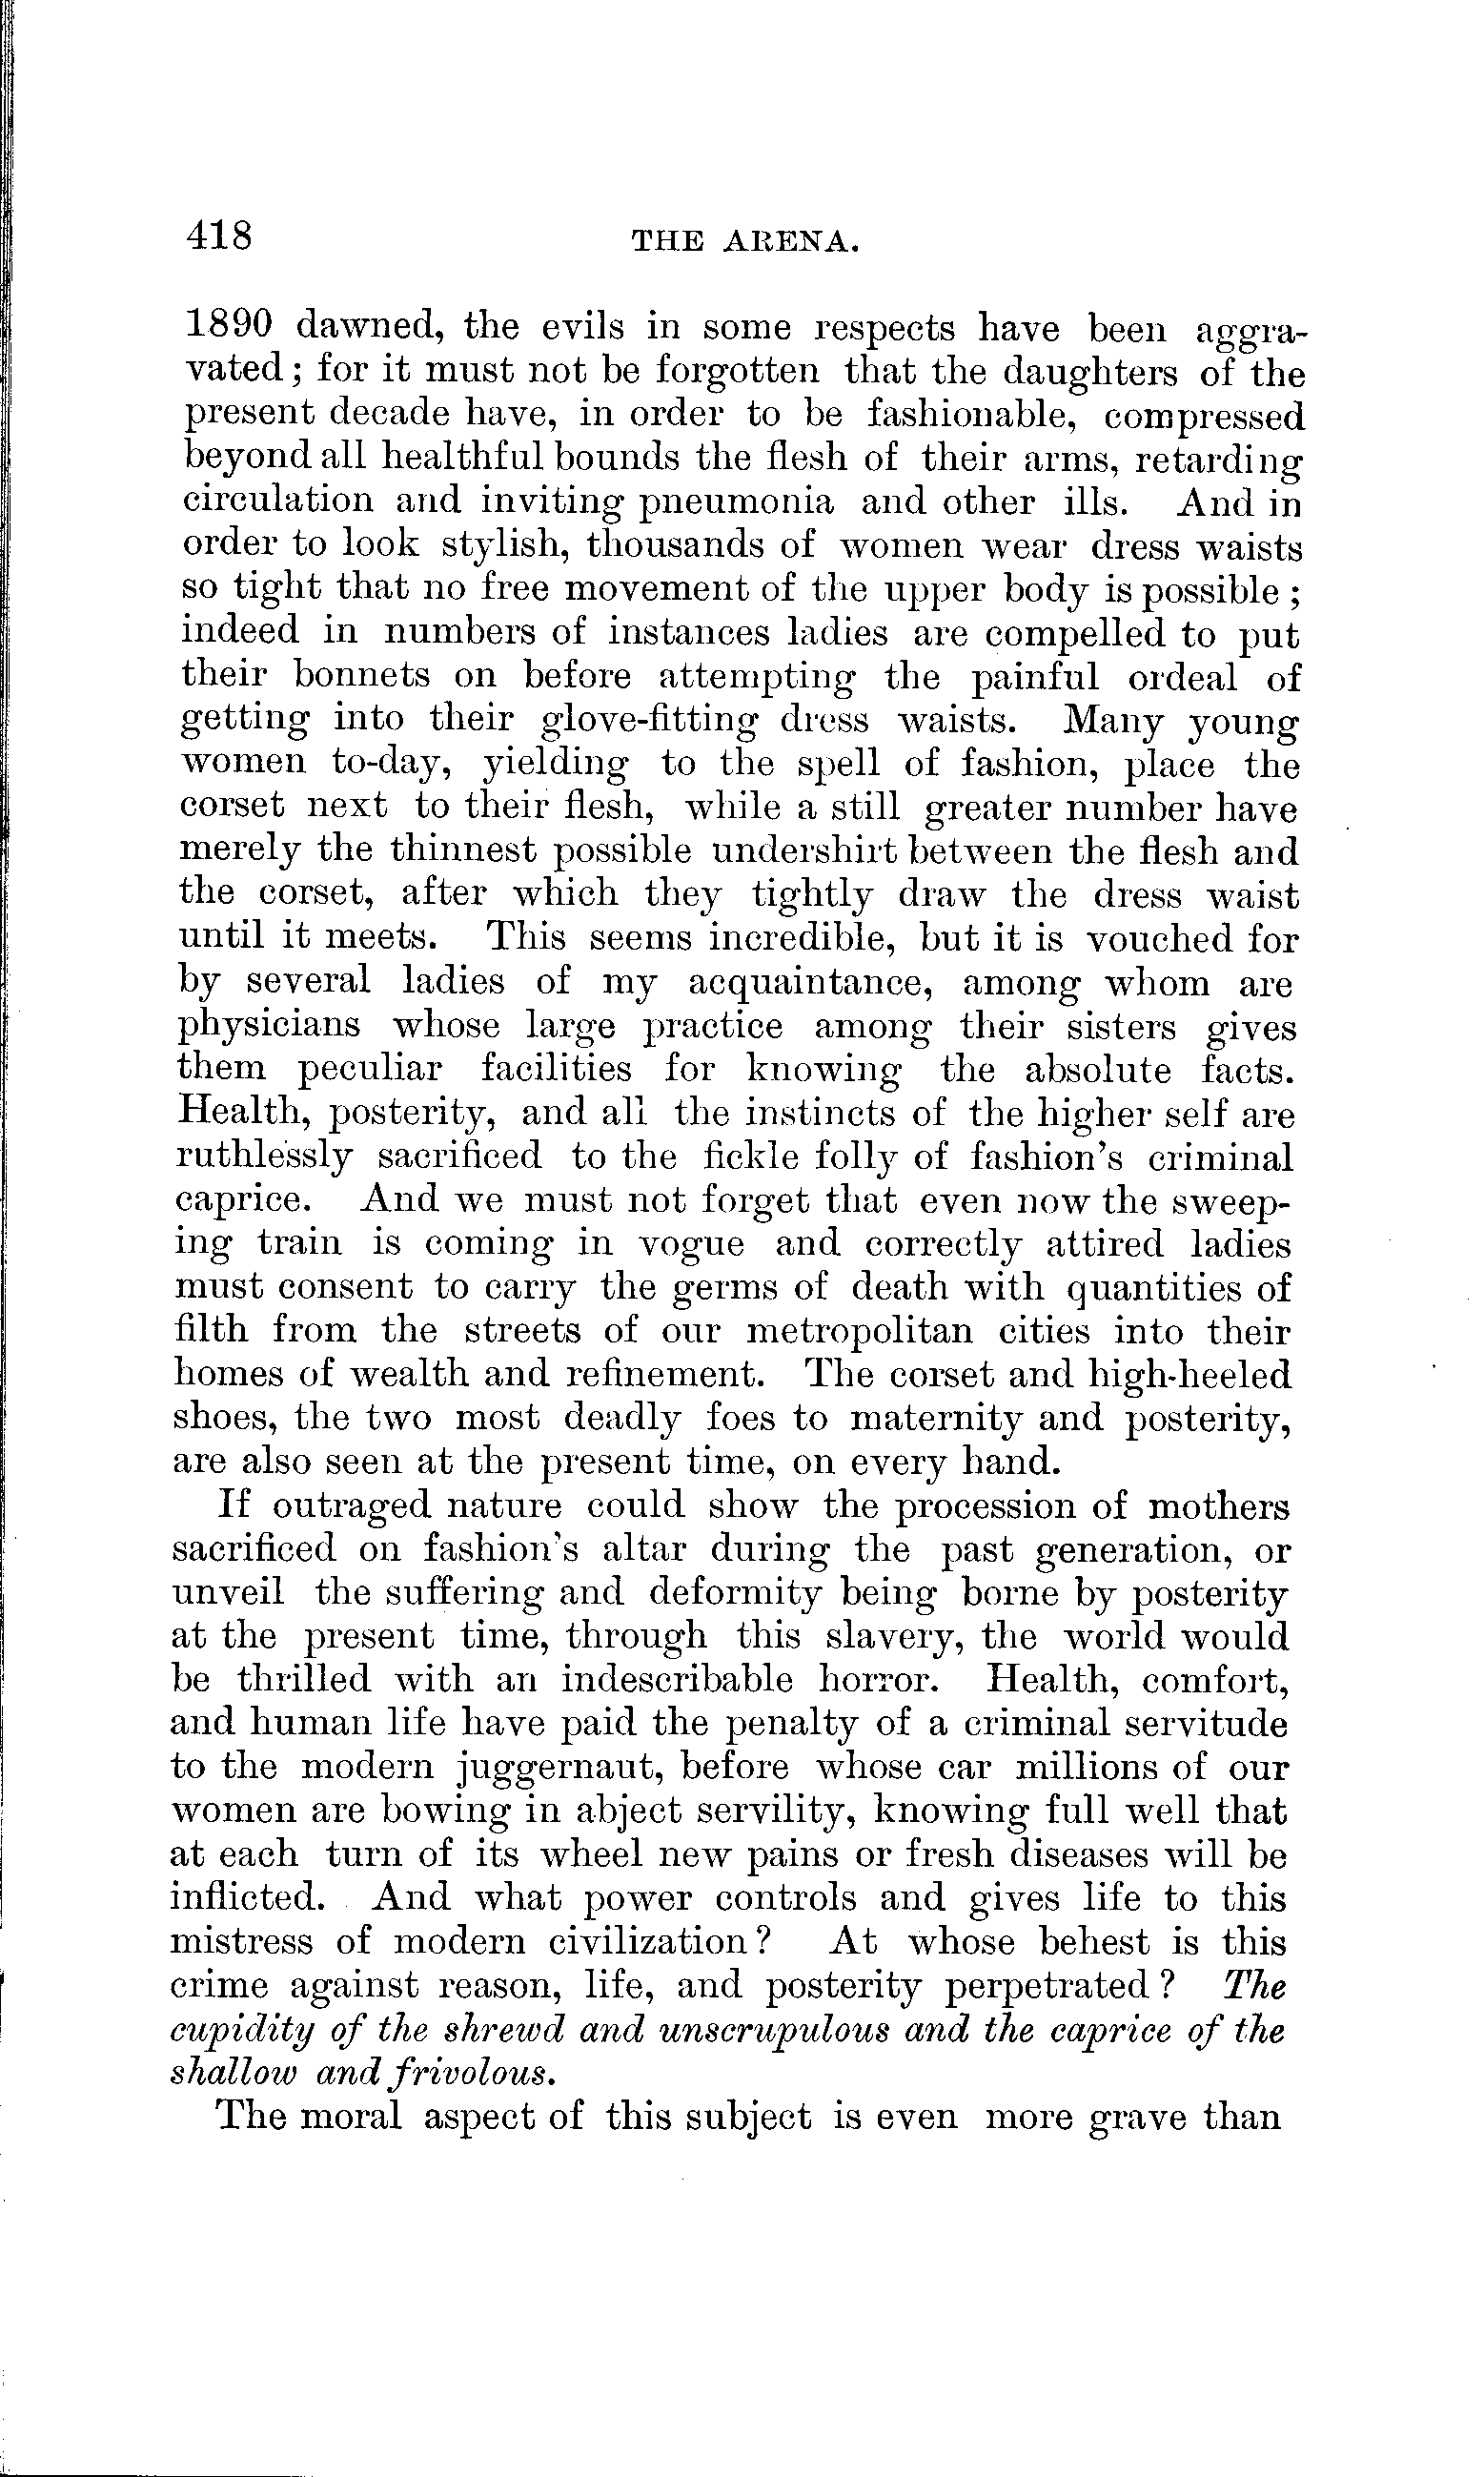 418 THE ARENA.
1890 dawned, the evils in some respects have been aggra-
vated; for it must not be forgotten that the daughters of the
present decade have, in order to be fashionable, compressed
beyond all healthful bounds the flesh of their arms, retarding
circulation and inviting pneumonia and other ills. And in
order to look stylish, thousands of women wear dress waists
so tight that no free movement of the upper body is possible;
indeed in numbers of instances ladies are compelled to put
their bonnets on before attempting the painful ordeal of
getting into their glove-fitting dress waists. Many young
women to-day, yielding to the spell of fashion, place the
corset next to their flesh, while a still greater number have
merely the thinnest possible undershirt between the flesh and
the corset, after which they tightly draw the dress waist
until it meets. This seems incredible, but it is vouched for
by several ladies of my acquaintance, among whom are
physicians whose large practice among their sisters gives
them peculiar facilities for knowing the absolute facts.
Health, posterity, and all the instincts of the higher self are
ruthlessly sacrificed to the fickle folly of fashion's criminal
caprice. And we must not forget that even now the sweep-
ing train is coming in vogue and correctly attired ladies
must consent to carry the germs of death with quantities of
filth from the streets of our metropolitan cities into their
homes of wealth and refinement. The corset and high-heeled
shoes, the two most deadly foes to maternity and posterity,
are also seen at the present time, on every hand.
If outraged nature could show the procession of mothers
sacrificed on fashion's altar during the past generation, or
unveil the suffering and deformity being borne by posterity
at the present time, through this slavery, the world would
be thrilled with an indescribable horror. Health, comfort,
and human life have paid the penalty of a criminal servitude
to the modern juggernaut, before whose car millions of our
women are bowing in abject servility, knowing full well that
at each turn of its wheel new pains or fresh diseases will be
inflicted. And what power controls and gives life to this
mistress of modern civilization? At whose behest is this
crime against reason, life, and posterity perpetrated? The
cupidity of the shrewd and unscrupulous and the caprice of the
shallow and frivolous.
The moral aspect of this subject is even more grave than